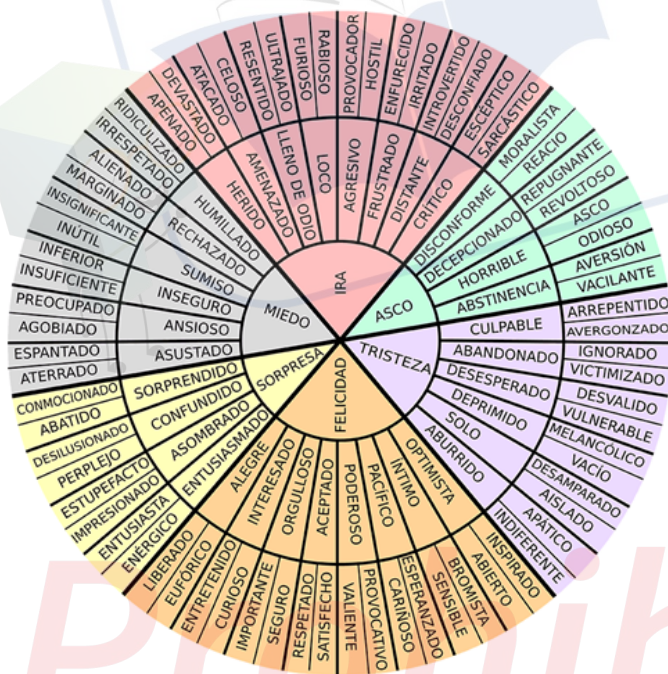 IRA
HERIDO
APENADO
DEVASTADO
AMENAZADO
ATACADO
CELOSO
LLENO DE ODIO
RESENTIDO
ULTRAJADO
LOCO
FURIOSO
RABIOSO
AGRESIVO
PROVOCADOR
HOSTIL
FRUSTRADO
ENFURECIDO
IRRITADO
DISTANTE
INTROVERTIDO
DESCONFIADO
CRÍTICO
ESCÉPTICO
SARCÁSTICO
ASCO
DISCONFORME
MORALISTA
REACIO
DECEPCIONADO
REPUGNANTE
REVOLTOSO
HORRIBLE
ASCO
ODIOSO
ABSTINENCIA
AVERSIÓN
VACILANTE
TRISTEZA
CULPABLE
ARREPENTIDO
AVERGONZADO
ABANDONADO
IGNORADO
VICTIMIZADO
DESESPERADO
DESVALIDO
VULNERABLE
DEPRIMIDO
MELANCÓLICO
VACÍO
SOLO
DESAMPARADO
AISLADO
ABURRIDO
APÁTICO
INDIFERENTE
FELICIDAD
OPTIMISTA
INSPIRADO
ABIERTO
ÍNTIMO
BROMISTA
SENSIBLE
PACÍFICO
ESPERANZADO
CARIÑOSO
PODEROSO
PROVOCATIVO
VALIENTE
ACEPTADO
SATISFECHO
RESPETADO
ORGULLOSO
SEGURO
IMPORTANTE
INTERESADO
CURIOSO
ENTRETENIDO
ALEGRE
EUFÓRICO
LIBERADO
SORPRESA
ENTUSIASMADO
ENÉRGICO
ENTUSIASTA
ASOMBRADO
IMPRESIONADO
ESTUPEFACTO
CONFUNDIDO
PERPLEJO
DESILUSIONADO
SORPRENDIDO
ABATIDO
CONMOCIONADO
MIEDO
ASUSTADO
ATERRADO
ESPANTADO
ANSIOSO
AGOBIADO
PREOCUPADO
INSEGURO
INSUFICIENTE
INFERIOR
SUMISO
INÚTIL
INSIGNIFICANTE
RECHAZADO
MARGINADO
ALIENADO
HUMILLADO
IRRESPETADO
RIDICULIZADO